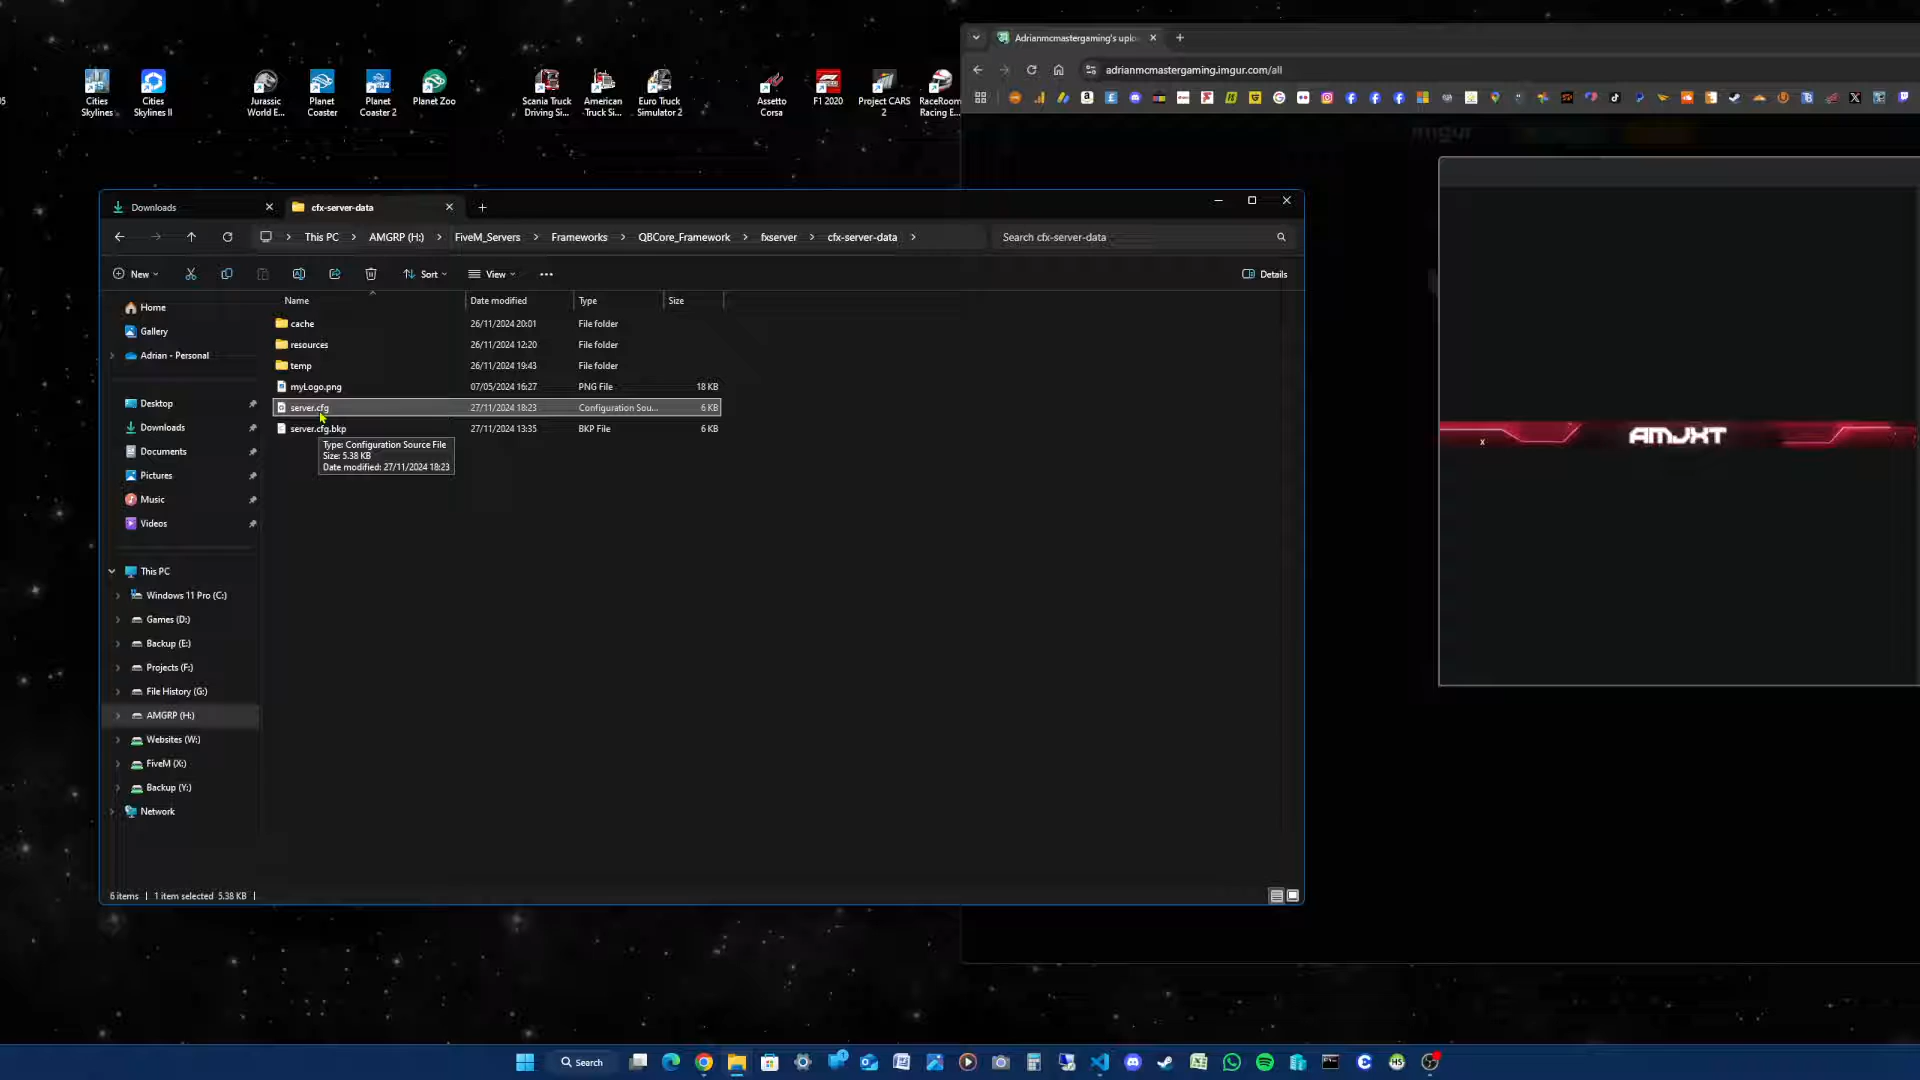 Adrianmcmastergaming's uplo
adrianmcmastergaming.imgur.com/all
imgur
Cities Skylines
Cities Skylines II
Jurassic World E...
Planet Coaster
Planet Coaster 2
Planet Zoo
Scania Truck Driving Si...
American Truck Si...
Euro Truck Simulator 2
Assetto Corsa
F1 2020
Project CARS 2
RaceRoom Racing E...
Downloads
cfx-server-data
This PC
AMGRP (H:)
FiveM_Servers
Frameworks
QBCore_Framework
fxserver
cfx-server-data
Search cfx-server-data
New
Sort
View
Details
Name
Date modified
Type
Size
cache 26/11/2024 20:01 File folder
resources 26/11/2024 12:20 File folder
temp 26/11/2024 19:43 File folder
myLogo.png 07/05/2024 16:27 PNG File 18 KB
server.cfg 27/11/2024 18:23 Configuration Sou... 6 KB
server.cfg.bkp 27/11/2024 13:35 BKP File 6 KB
Type: Configuration Source File
Size: 5.38 KB
Date modified: 27/11/2024 18:23
Home
Gallery
Adrian - Personal
Desktop
Downloads
Documents
Pictures
Music
Videos
This PC
Windows 11 Pro (C:)
Games (D:)
Backup (E:)
Projects (F:)
File History (G:)
AMGRP (H:)
Websites (W:)
FiveM (X:)
Backup (Y:)
Network
6 items
1 item selected 5.38 KB
x
AMJXT
Search